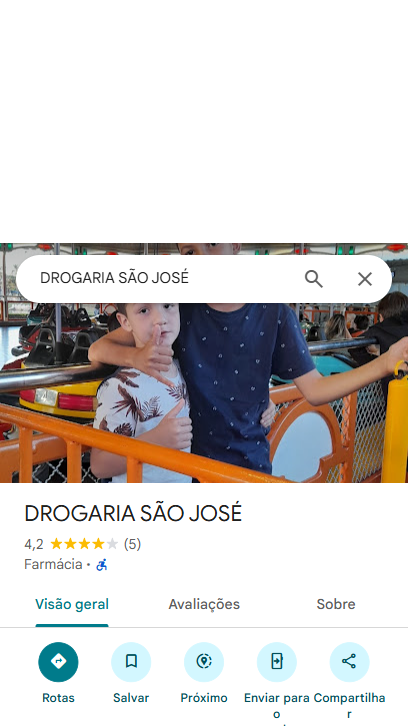 DROGARIA SÃO JOSÉ
DROGARIA SÃO JOSÉ
4,2 (5)
Farmácia ·
Visão geral Avaliações Sobre
Rotas Salvar Próximo Enviar para o Compartilhar